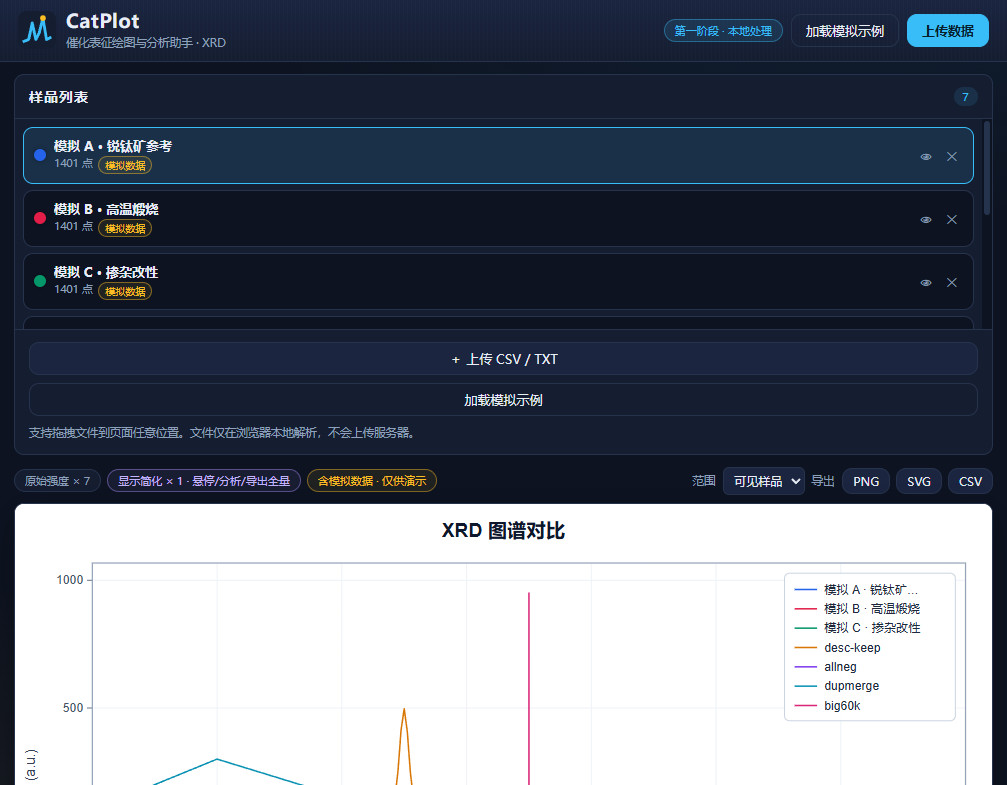 CatPlot
催化表征绘图与分析助手 · XRD
第一阶段 · 本地处理
加载模拟示例
上传数据
样品列表
7
模拟 A · 锐钛矿参考
1401 点 模拟数据
模拟 B · 高温煅烧
1401 点 模拟数据
模拟 C · 掺杂改性
1401 点 模拟数据
+ 上传 CSV / TXT
加载模拟示例
支持拖拽文件到页面任意位置。文件仅在浏览器本地解析，不会上传服务器。
原始强度 × 7
显示简化 × 1 · 悬停/分析/导出全量
含模拟数据 · 仅供演示
范围 可见样品 导出 PNG SVG CSV
XRD 图谱对比
1000
500
(a.u.)
模拟 A · 锐钛矿…
模拟 B · 高温煅烧
模拟 C · 掺杂改性
desc-keep
allneg
dupmerge
big60k